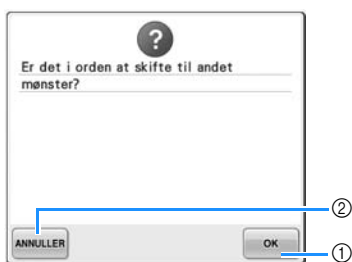 ?
Er det i orden at skifte til andet
mønster?
②
ANNULLER
OK
①